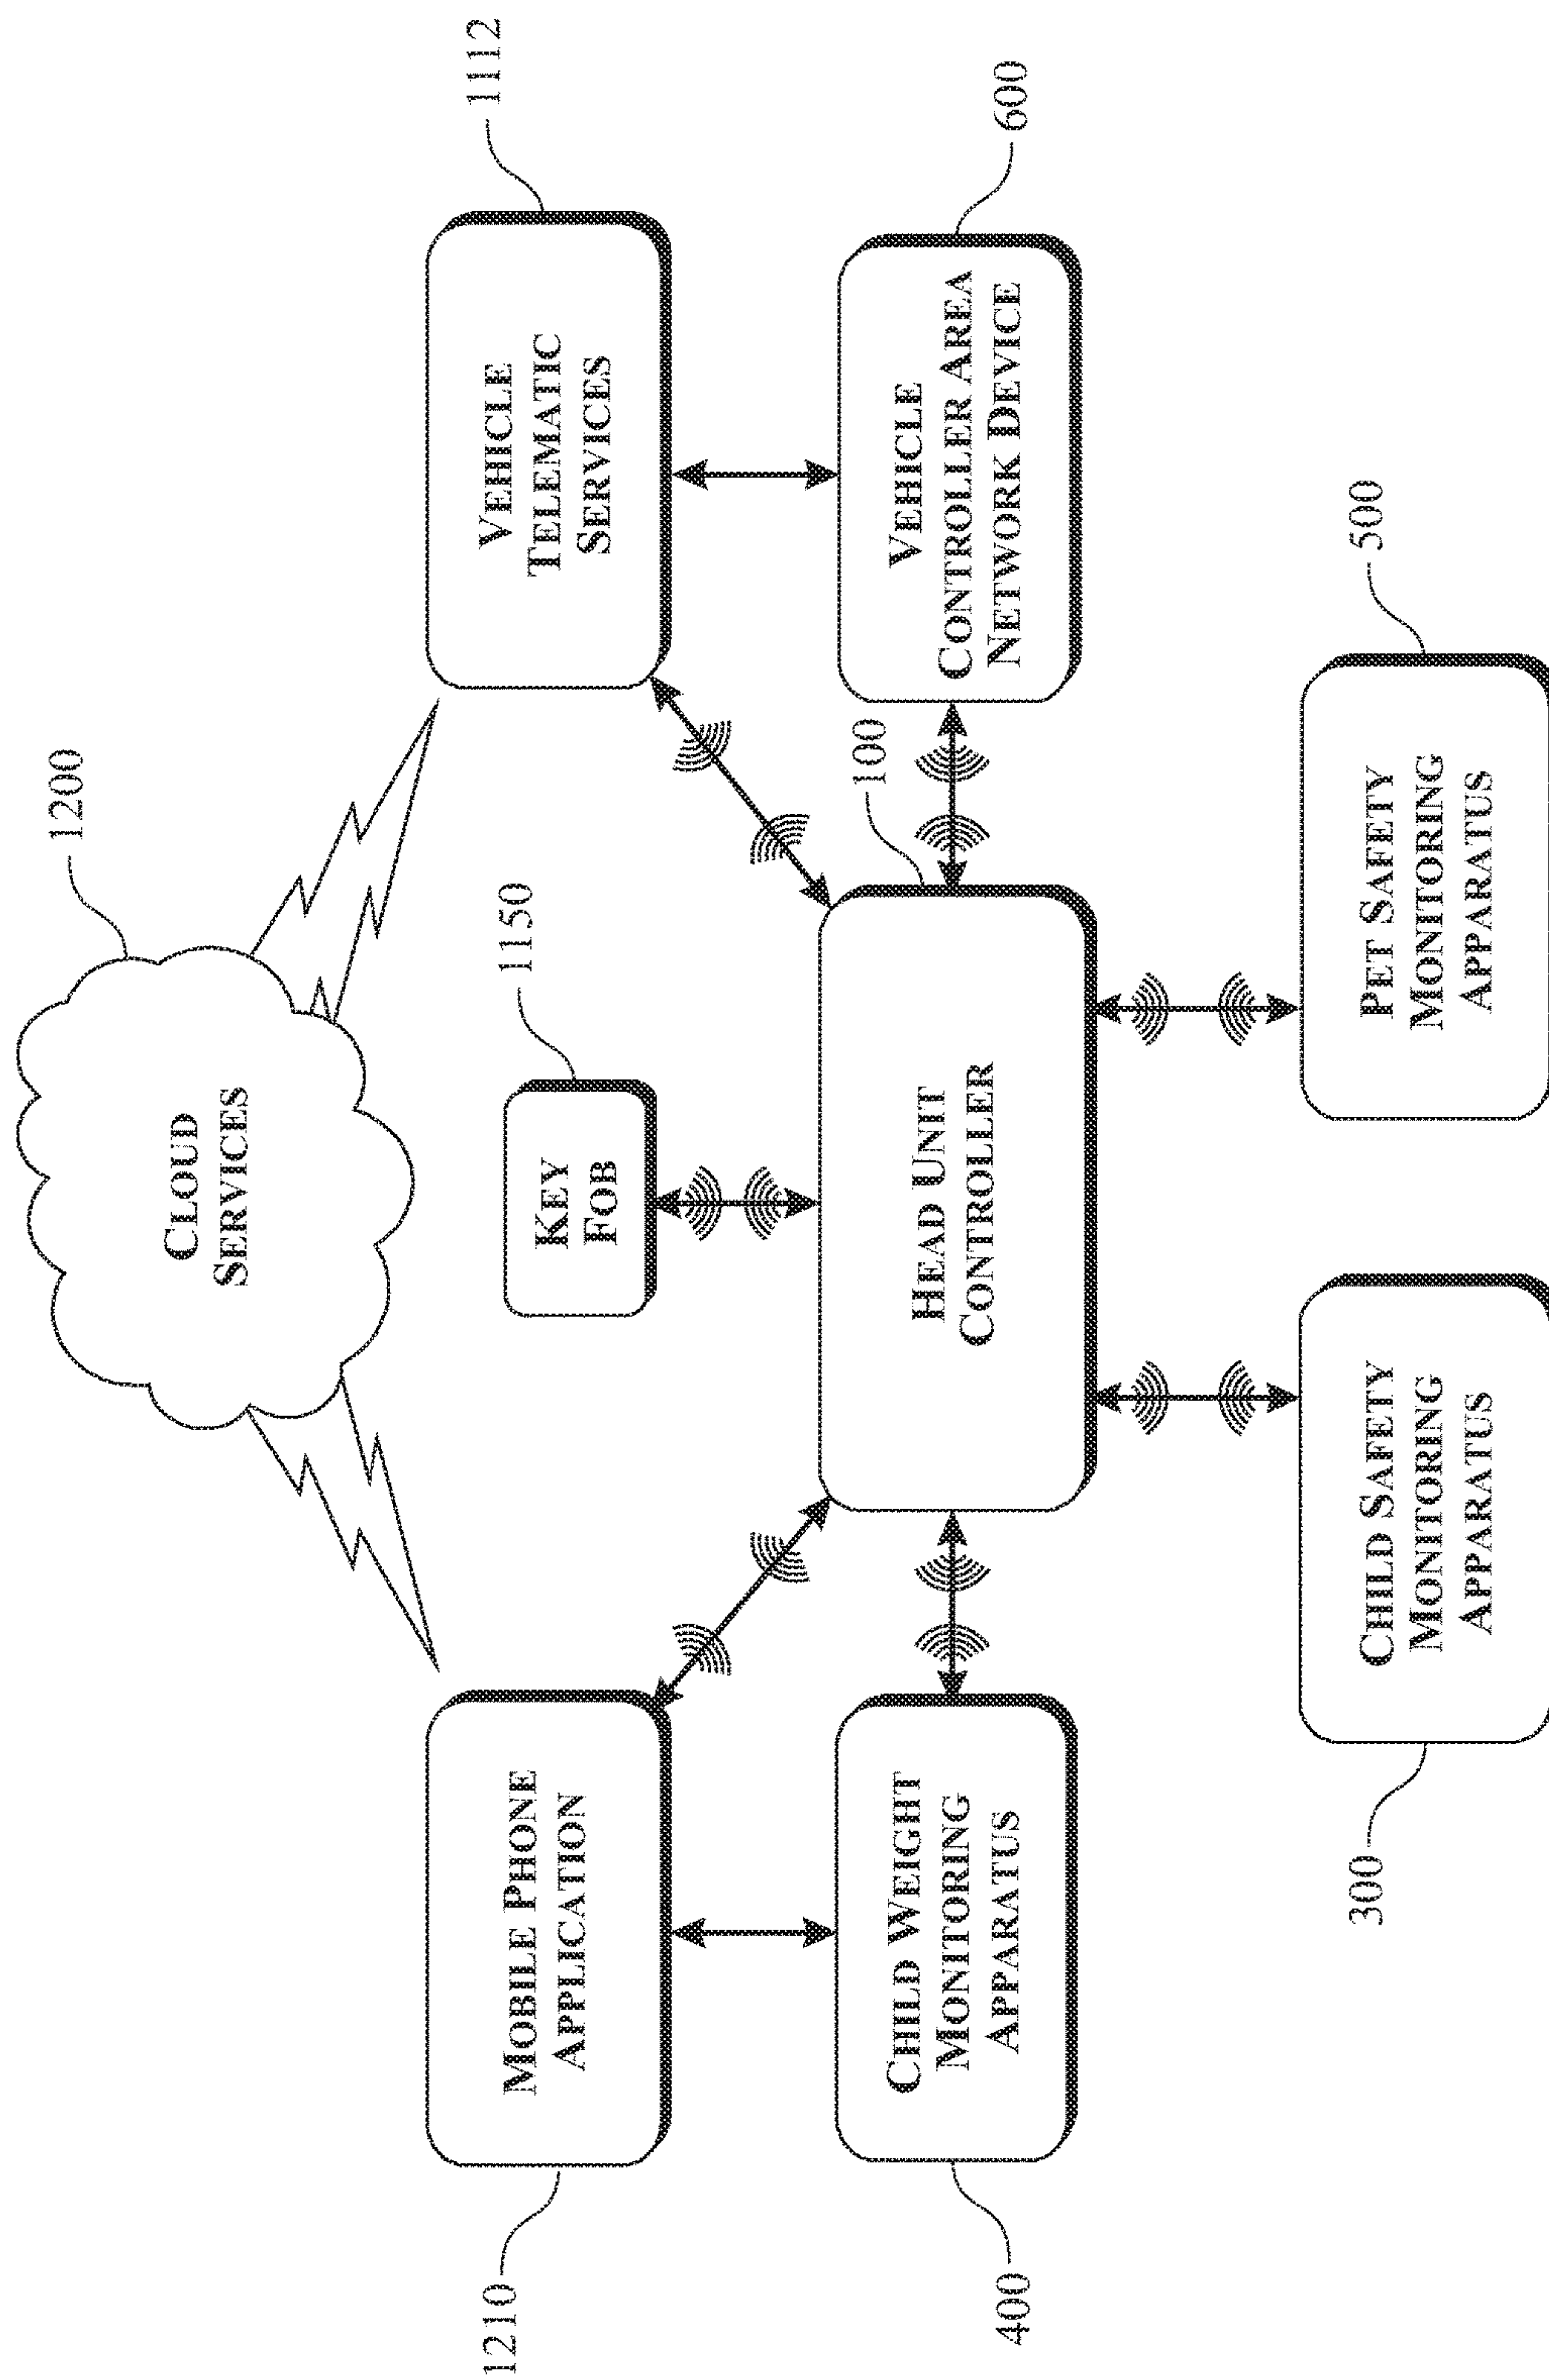 1200
CLOUD
SERVICES
1210
MOBILE PHONE
APPLICATION
1150
KEY
FOB
1112
VEHICLE
TELEMATIC
SERVICES
400
CHILD WEIGHT
MONITORING
APPARATUS
100
HEAD UNIT
CONTROLLER
600
VEHICLE
CONTROLLER AREA
NETWORK DEVICE
300
CHILD SAFETY
MONITORING
APPARATUS
500
PET SAFETY
MONITORING
APPARATUS